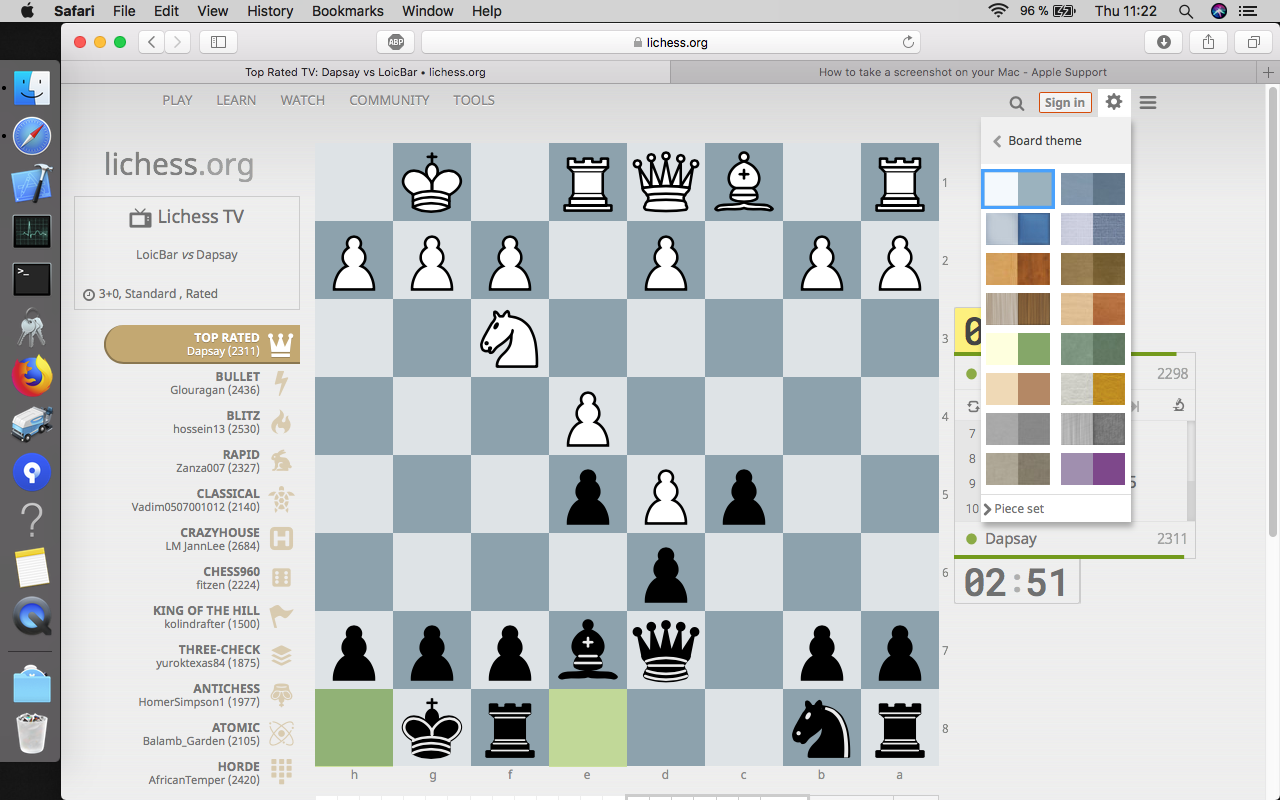 Safari File Edit View History Bookmarks Window Help 96 % Thu 11:22
ABP lichess.org
Top Rated TV: Dapsay vs LoicBar • lichess.org How to take a screenshot on your Mac - Apple Support
PLAY LEARN WATCH COMMUNITY TOOLS Sign in
Board theme
lichess.org
Lichess TV
LoicBar vs Dapsay
3+0, Standard , Rated
TOP RATED
Dapsay (2311)
BULLET
Glouragan (2436)
BLITZ
hossein13 (2530)
RAPID
Zanza007 (2327)
CLASSICAL
Vadim0507001012 (2140)
CRAZYHOUSE
LM JannLee (2684)
CHESS960
fitzen (2224)
KING OF THE HILL
kolindrafter (1500)
THREE-CHECK
yuroktexas84 (1875)
ANTICHESS
HomerSimpson1 (1977)
ATOMIC
Balamb_Garden (2105)
HORDE
AfricanTemper (2420)
1
2
3
4
5
6
7
8
h g f e d c b a
0
2298
7
8
9 5
10
Piece set
Dapsay 2311
02:51